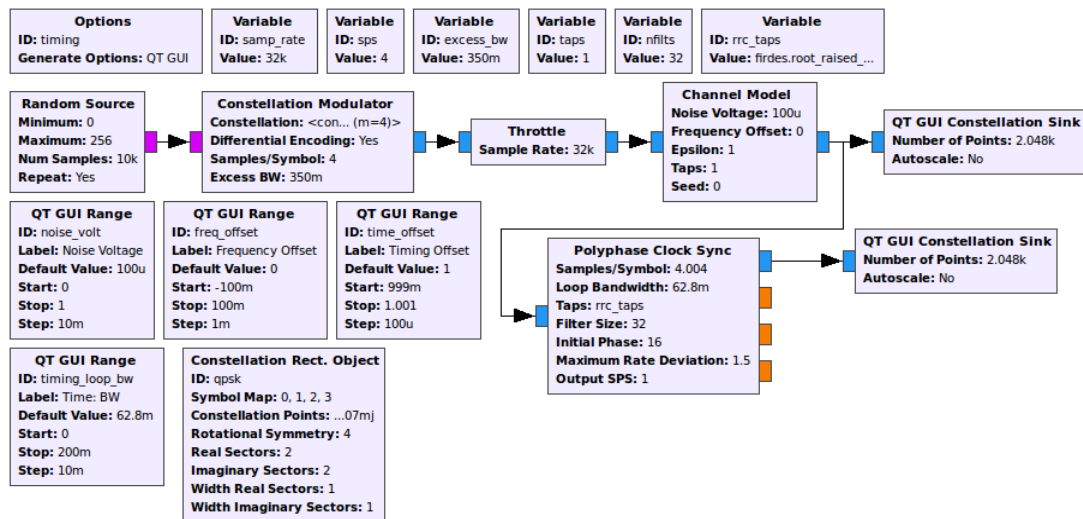 Options
ID: timing
Generate Options: QT GUI
Variable
ID: samp_rate
Value: 32k
Variable
ID: sps
Value: 4
Variable
ID: excess_bw
Value: 350m
Variable
ID: taps
Value: 1
Variable
ID: nfilts
Value: 32
Variable
ID: rrc_taps
Value: firdes.root_raised_...
Random Source
Minimum: 0
Maximum: 256
Num Samples: 10k
Repeat: Yes
Constellation Modulator
Constellation: <con... (m=4)>
Differential Encoding: Yes
Samples/Symbol: 4
Excess BW: 350m
Throttle
Sample Rate: 32k
Channel Model
Noise Voltage: 100u
Frequency Offset: 0
Epsilon: 1
Taps: 1
Seed: 0
QT GUI Constellation Sink
Number of Points: 2.048k
Autoscale: No
QT GUI Range
ID: noise_volt
Label: Noise Voltage
Default Value: 100u
Start: 0
Stop: 1
Step: 10m
QT GUI Range
ID: freq_offset
Label: Frequency Offset
Default Value: 0
Start: -100m
Stop: 100m
Step: 1m
QT GUI Range
ID: time_offset
Label: Timing Offset
Default Value: 1
Start: 999m
Stop: 1.001
Step: 100u
Polyphase Clock Sync
Samples/Symbol: 4.004
Loop Bandwidth: 62.8m
Taps: rrc_taps
Filter Size: 32
Initial Phase: 16
Maximum Rate Deviation: 1.5
Output SPS: 1
QT GUI Constellation Sink
Number of Points: 2.048k
Autoscale: No
QT GUI Range
ID: timing_loop_bw
Label: Time: BW
Default Value: 62.8m
Start: 0
Stop: 200m
Step: 10m
Constellation Rect. Object
ID: qpsk
Symbol Map: 0, 1, 2, 3
Constellation Points: ...07mj
Rotational Symmetry: 4
Real Sectors: 2
Imaginary Sectors: 2
Width Real Sectors: 1
Width Imaginary Sectors: 1